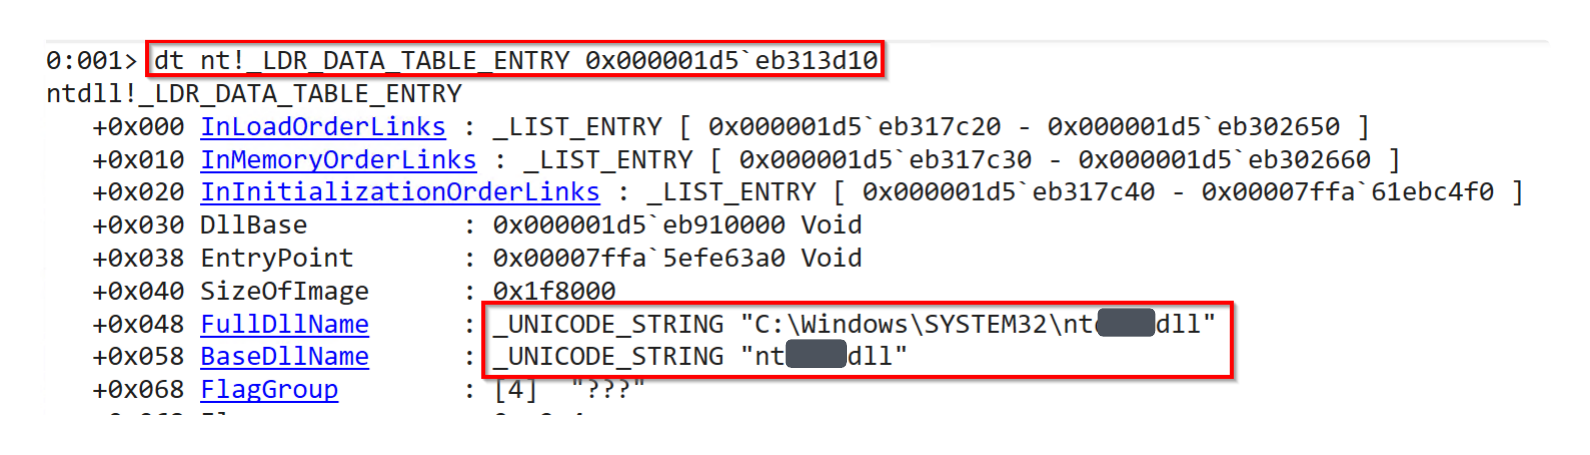 0:001> dt nt!_LDR_DATA_TABLE_ENTRY 0x000001d5`eb313d10
ntdll!_LDR_DATA_TABLE_ENTRY
+0x000 InLoadOrderLinks : _LIST_ENTRY [ 0x000001d5`eb317c20 - 0x000001d5`eb302650 ]
+0x010 InMemoryOrderLinks : _LIST_ENTRY [ 0x000001d5`eb317c30 - 0x000001d5`eb302660 ]
+0x020 InInitializationOrderLinks : _LIST_ENTRY [ 0x000001d5`eb317c40 - 0x00007ffa`61ebc4f0 ]
+0x030 DllBase : 0x000001d5`eb910000 Void
+0x038 EntryPoint : 0x00007ffa`5efe63a0 Void
+0x040 SizeOfImage : 0x1f8000
+0x048 FullDllName : _UNICODE_STRING "C:\Windows\SYSTEM32\nt dll"
+0x058 BaseDllName : _UNICODE_STRING "nt dll"
+0x068 FlagGroup : [4] "???"